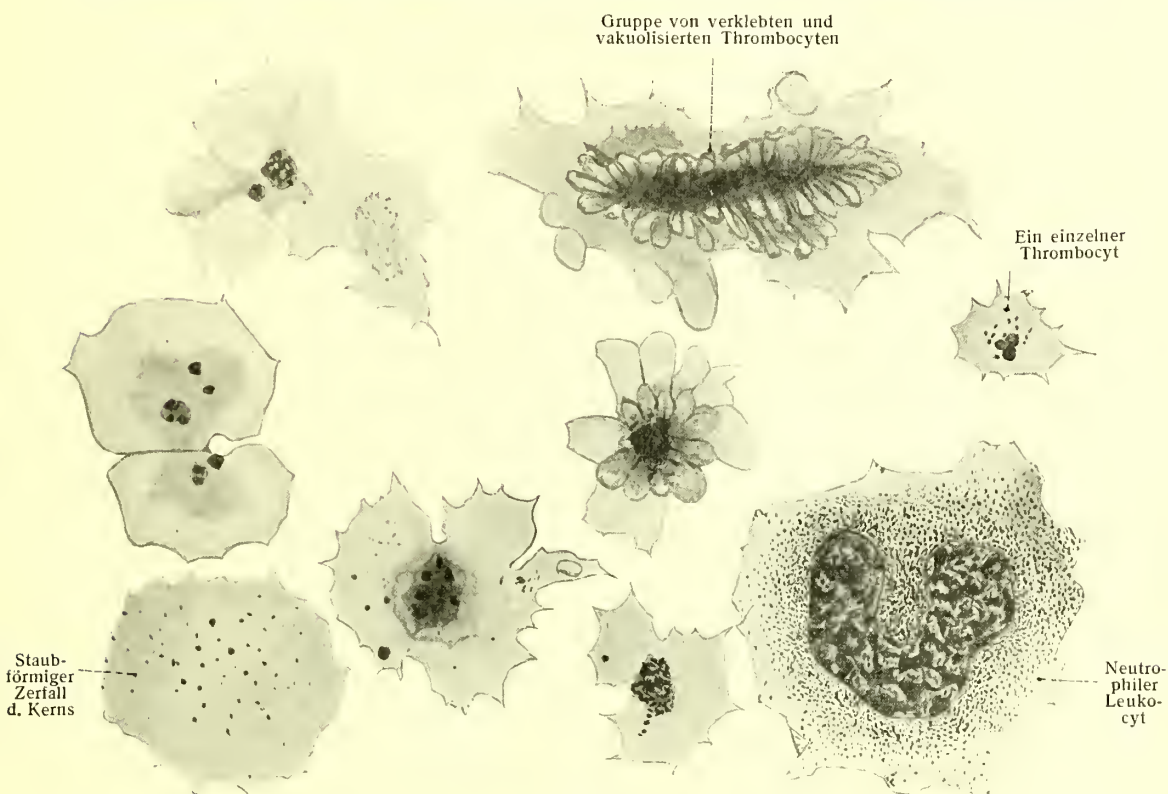 Gruppe von verklebten und
vakuolisierten Thrombocyten
Ein einzelner
Thrombocyt
Staub-
förmiger
Zerfall
d. Kerns
Neutro-
philer
Leuko-
cyt